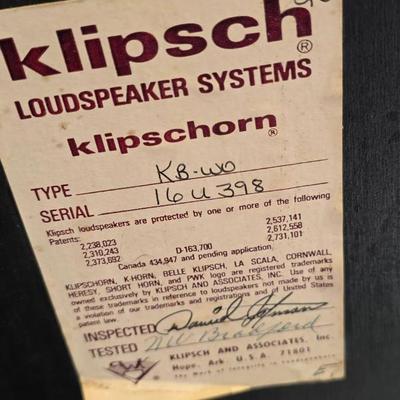 klipsch®
LOUDSPEAKER SYSTEMS
klipschorn®
TYPE KB-WO
SERIAL 16U398
Klipsch loudspeakers are protected by one or more of the following
Patents:
2,238,023 2,537,141
2,310,243 D-163,700 2,612,558
2,373,692 Canada 434,947 and pending application. 2,731,101
KLIPSCHORN, K-HORN, BELLE KLIPSCH, LA SCALA, CORNWALL,
HERESY, SHORT HORN, and PWK logo are registered trademarks
owned exclusively by KLIPSCH AND ASSOCIATES, INC. Use of any
of these trademarks in reference to loudspeakers not made by us is
a violation of our trademark and unfair competition and
patent law.
INSPECTED
TESTED
KLIPSCH AND ASSOCIATES, Inc.
Hope, Ark. U.S.A. 71801